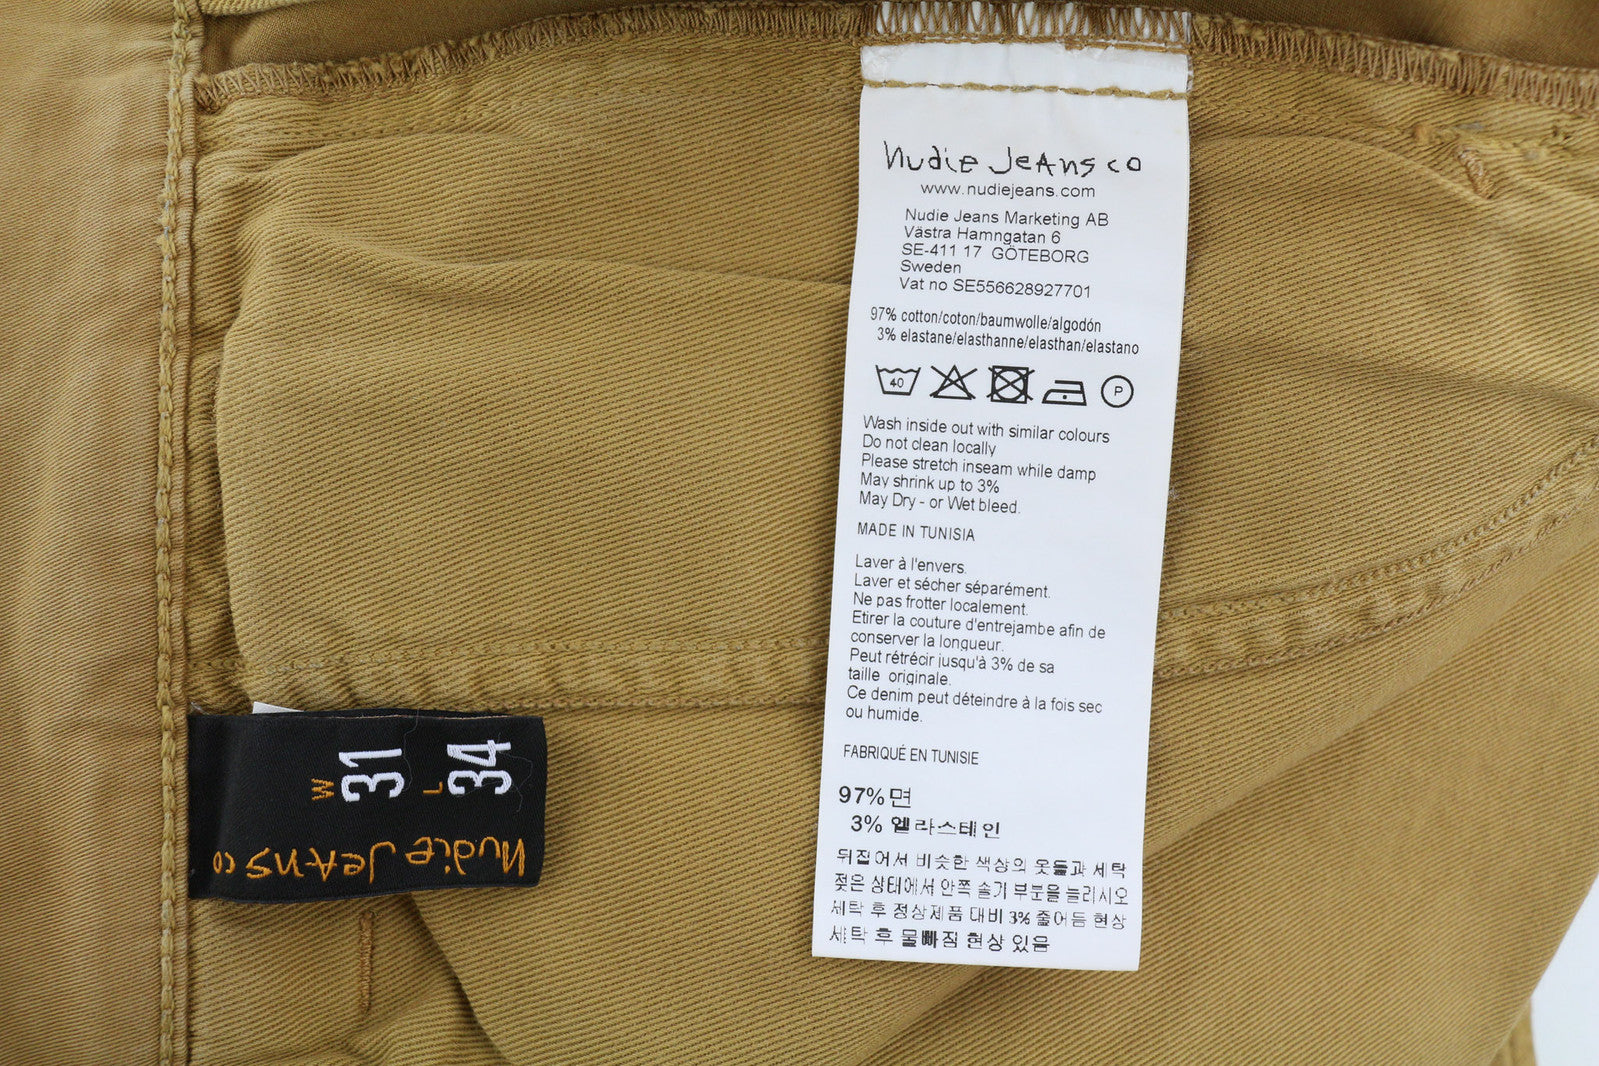 Nudie Jeans co
www.nudiejeans.com
Nudie Jeans Marketing AB
Västra Hamngatan 6
SE-411 17 GÖTEBORG
Sweden
Vat no SE556628927701
97% cotton/coton/baumwolle/algodón
3% elastane/elasthanne/elasthan/elastano
40
P
Wash inside out with similar colours
Do not clean locally
Please stretch inseam while damp
May shrink up to 3%
May Dry - or Wet bleed.
MADE IN TUNISIA
Laver à l'envers.
Laver et sécher séparément.
Ne pas frotter localement.
Etirer la couture d'entrejambe afin de
conserver la longueur.
Peut rétrécir jusqu'à 3% de sa
taille originale.
Ce denim peut déteindre à la fois sec
ou humide.
FABRIQUÉ EN TUNISIE
97% 면
3% 엘라스테인
뒤집어서 비슷한 색상의 옷들과 세탁
젖은 상태에서 안쪽 솔기 부분을 늘리시오
세탁 후 정상제품 대비 3% 줄어듬 현상
세탁 후 물빠짐 현상 있음
W
31
L
34
Nudie Jeans co